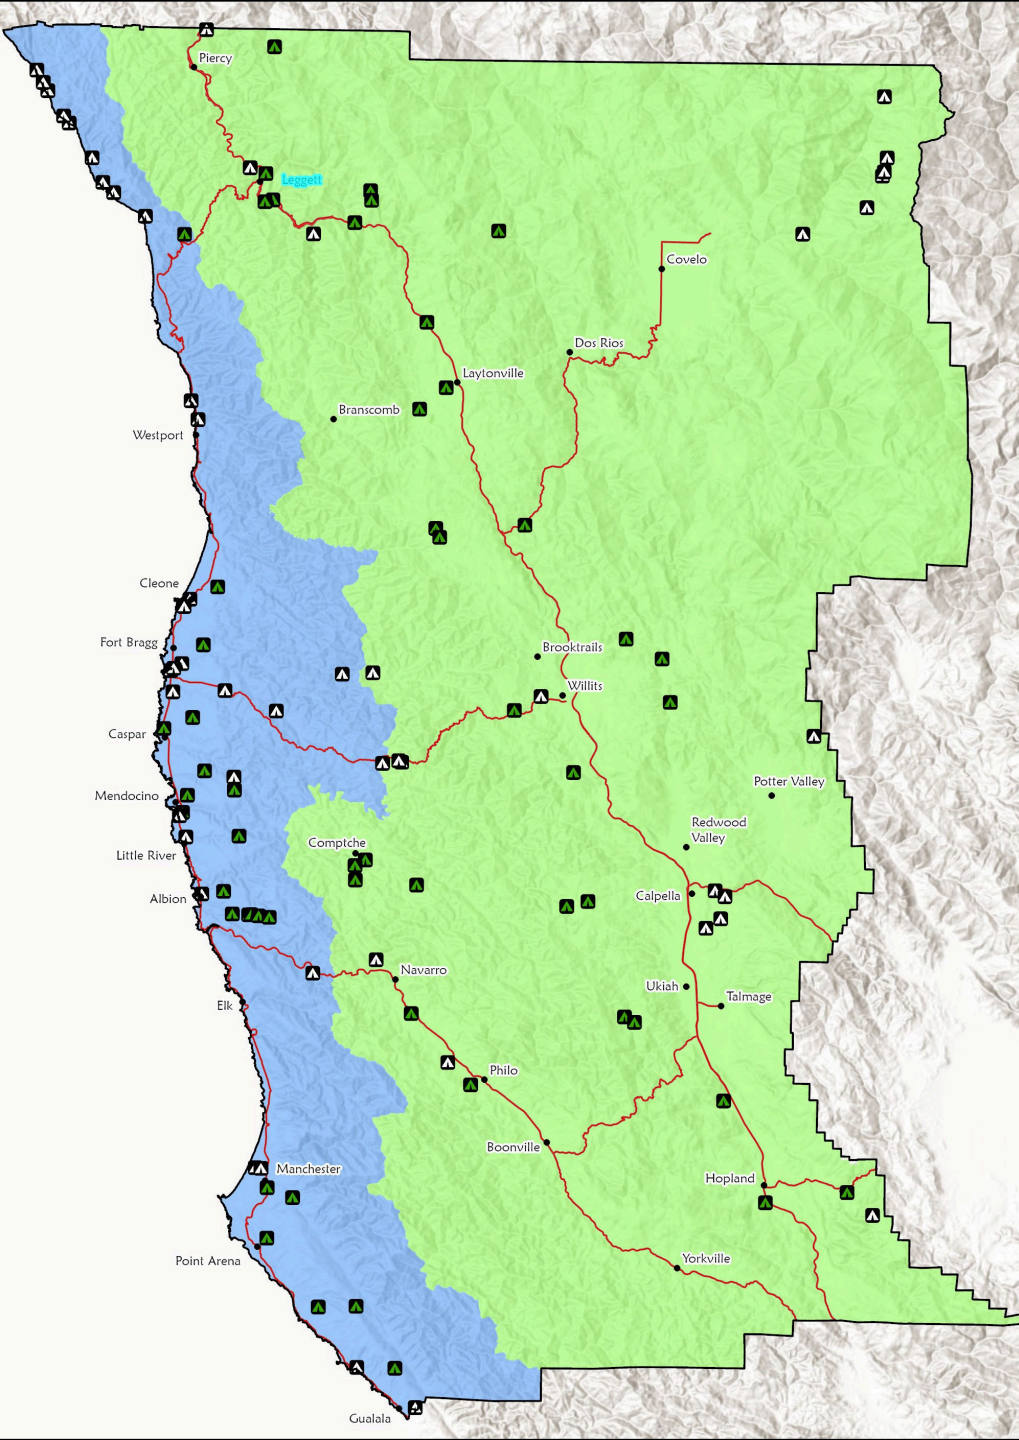 Piercy
Leggett
Covelo
Dos Rios
Laytonville
Branscomb
Westport
Cleone
Fort Bragg
Brooktrails
Willits
Caspar
Potter Valley
Mendocino
Redwood
Valley
Comptche
Little River
Calpella
Albion
Navarro
Ukiah
Talmage
Elk
Philo
Boonville
Manchester
Hopland
Point Arena
Yorkville
Gualala